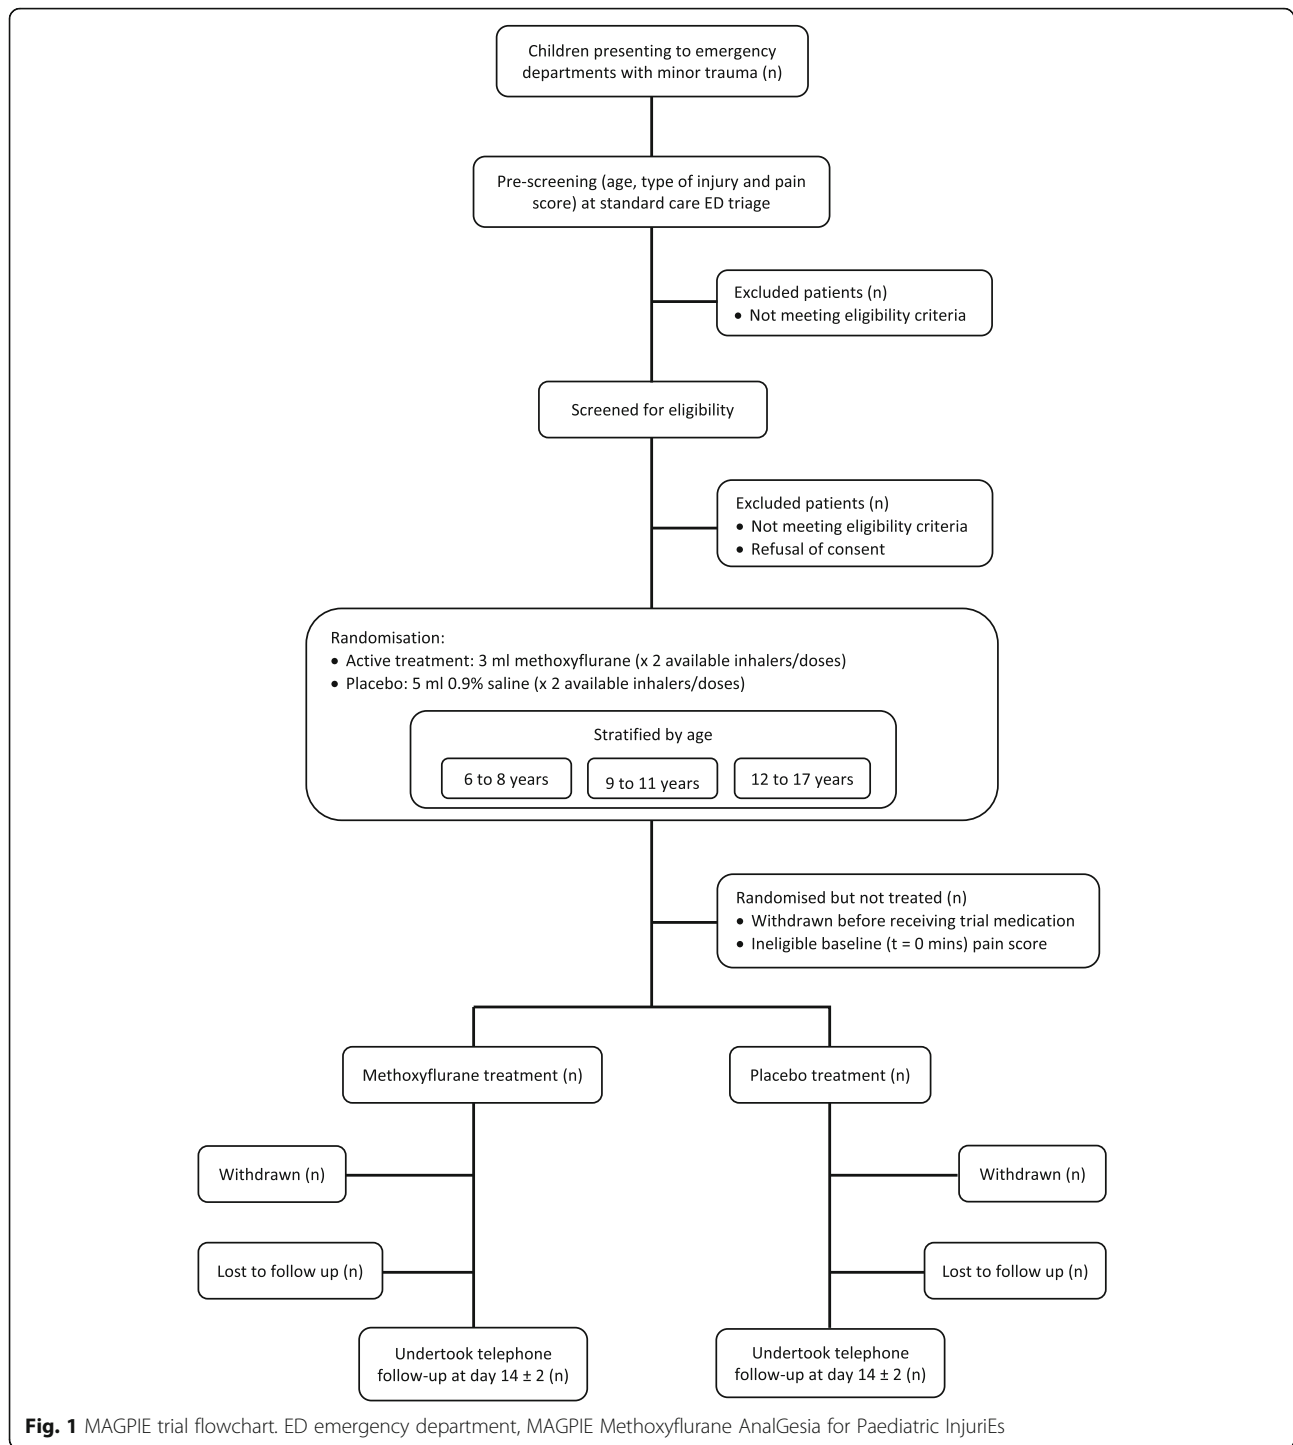 Children presenting to emergency
departments with minor trauma (n)
Pre-screening (age, type of injury and pain
score) at standard care ED triage
Excluded patients (n)
• Not meeting eligibility criteria
Screened for eligibility
Excluded patients (n)
• Not meeting eligibility criteria
• Refusal of consent
Randomisation:
• Active treatment: 3 ml methoxyflurane (x 2 available inhalers/doses)
• Placebo: 5 ml 0.9% saline (x 2 available inhalers/doses)
Stratified by age
6 to 8 years
9 to 11 years
12 to 17 years
Randomised but not treated (n)
• Withdrawn before receiving trial medication
• Ineligible baseline (t = 0 mins) pain score
Methoxyflurane treatment (n)
Placebo treatment (n)
Withdrawn (n)
Withdrawn (n)
Lost to follow up (n)
Lost to follow up (n)
Undertook telephone
follow-up at day 14 ± 2 (n)
Undertook telephone
follow-up at day 14 ± 2 (n)
Fig. 1 MAGPIE trial flowchart. ED emergency department, MAGPIE Methoxyflurane AnalGesia for Paediatric InjuriEs